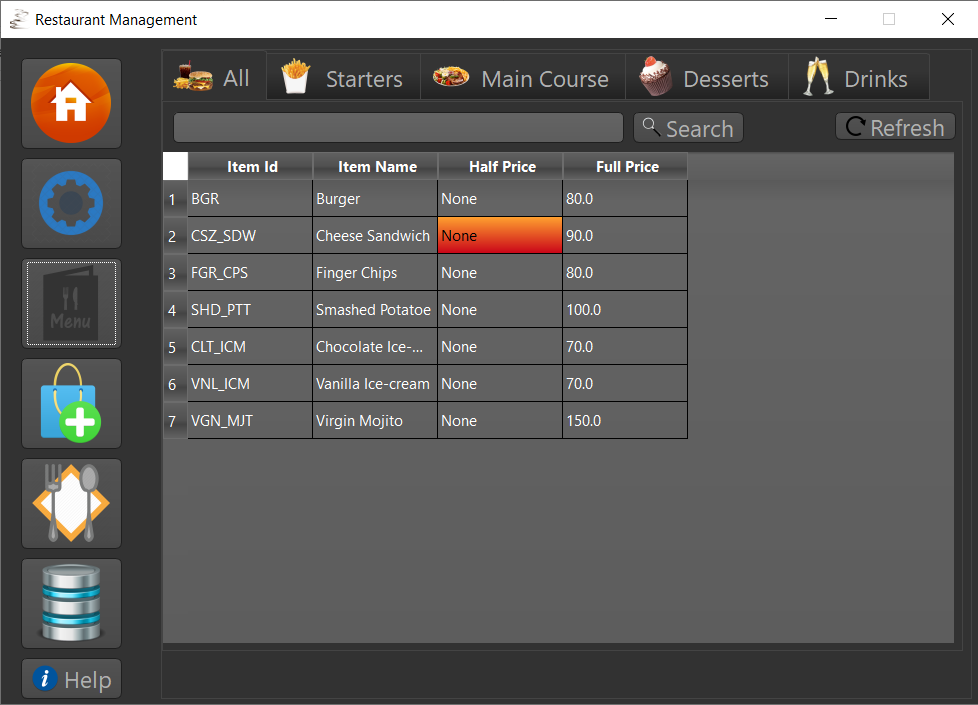 Restaurant Management
All Starters Main Course Desserts Drinks
Search Refresh
Item Id Item Name Half Price Full Price
1 BGR Burger None 80.0
2 CSZ_SDW Cheese Sandwich None 90.0
3 FGR_CPS Finger Chips None 80.0
4 SHD_PTT Smashed Potatoe None 100.0
5 CLT_ICM Chocolate Ice-... None 70.0
6 VNL_ICM Vanilla Ice-cream None 70.0
7 VGN_MJT Virgin Mojito None 150.0
Menu
i Help